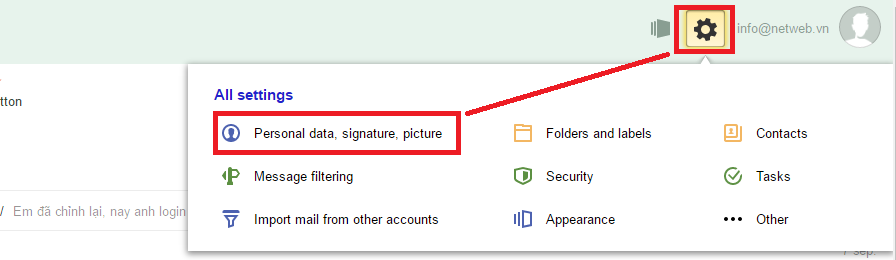 info@netweb.vn
tton
All settings
Personal data, signature, picture
Folders and labels
Contacts
Message filtering
Security
Tasks
/ Em đã chỉnh lại, nay anh login
Import mail from other accounts
Appearance
Other
7 sep.